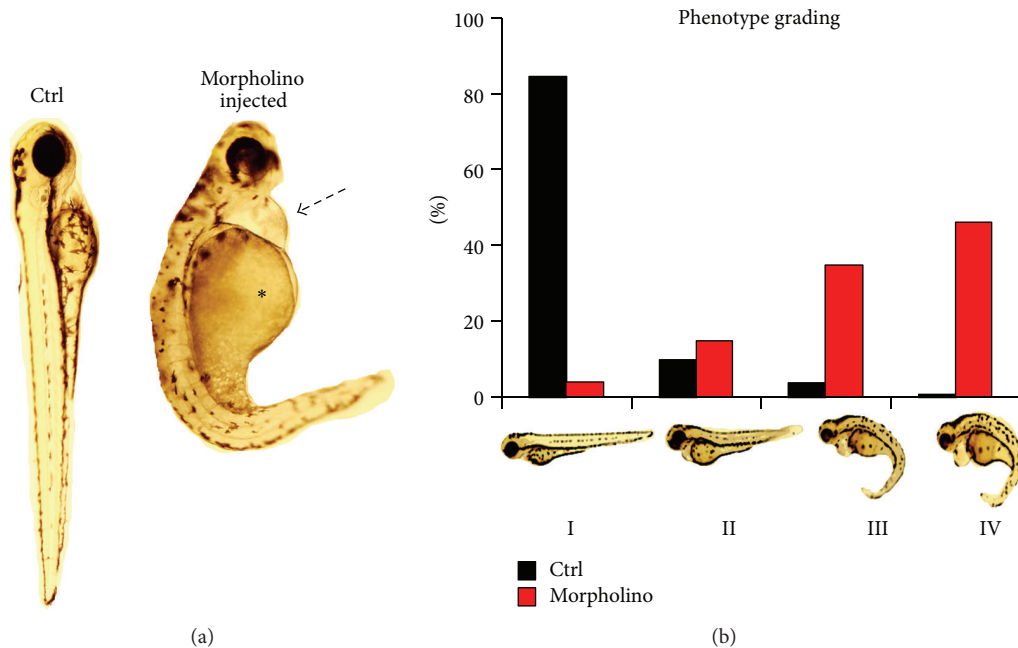 Ctrl
Morpholino
injected
*
(a)
Phenotype grading
100
80
60
40
20
0
(%)
I II III IV
Ctrl
Morpholino
(b)